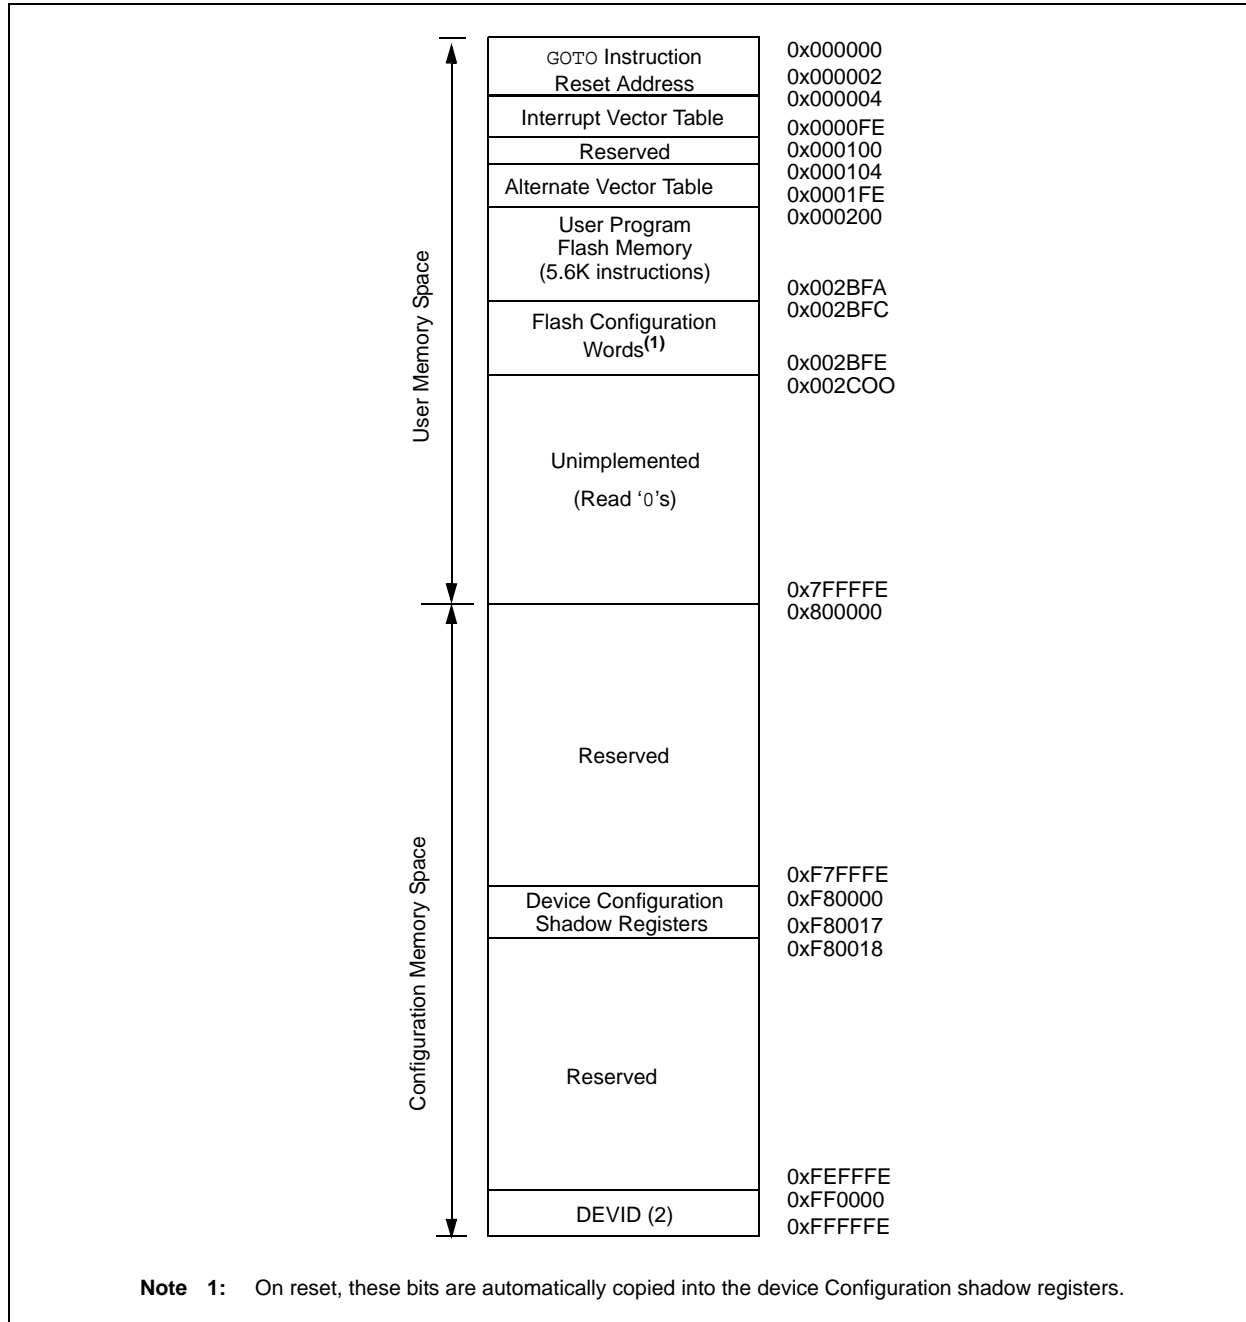 GOTO Instruction
Reset Address
0x000000
0x000002
0x000004
Interrupt Vector Table
0x0000FE
Reserved
0x000100
0x000104
Alternate Vector Table
0x0001FE
0x000200
User Program
Flash Memory
(5.6K instructions)
0x002BFA
0x002BFC
Flash Configuration
Words(1)
0x002BFE
0x002COO
User Memory Space
Unimplemented
(Read ‘0’s)
0x7FFFFE
0x800000
Reserved
0xF7FFFE
0xF80000
Device Configuration
Shadow Registers
0xF80017
0xF80018
Configuration Memory Space
Reserved
0xFEFFFE
0xFF0000
DEVID (2)
0xFFFFFE
Note 1: On reset, these bits are automatically copied into the device Configuration shadow registers.